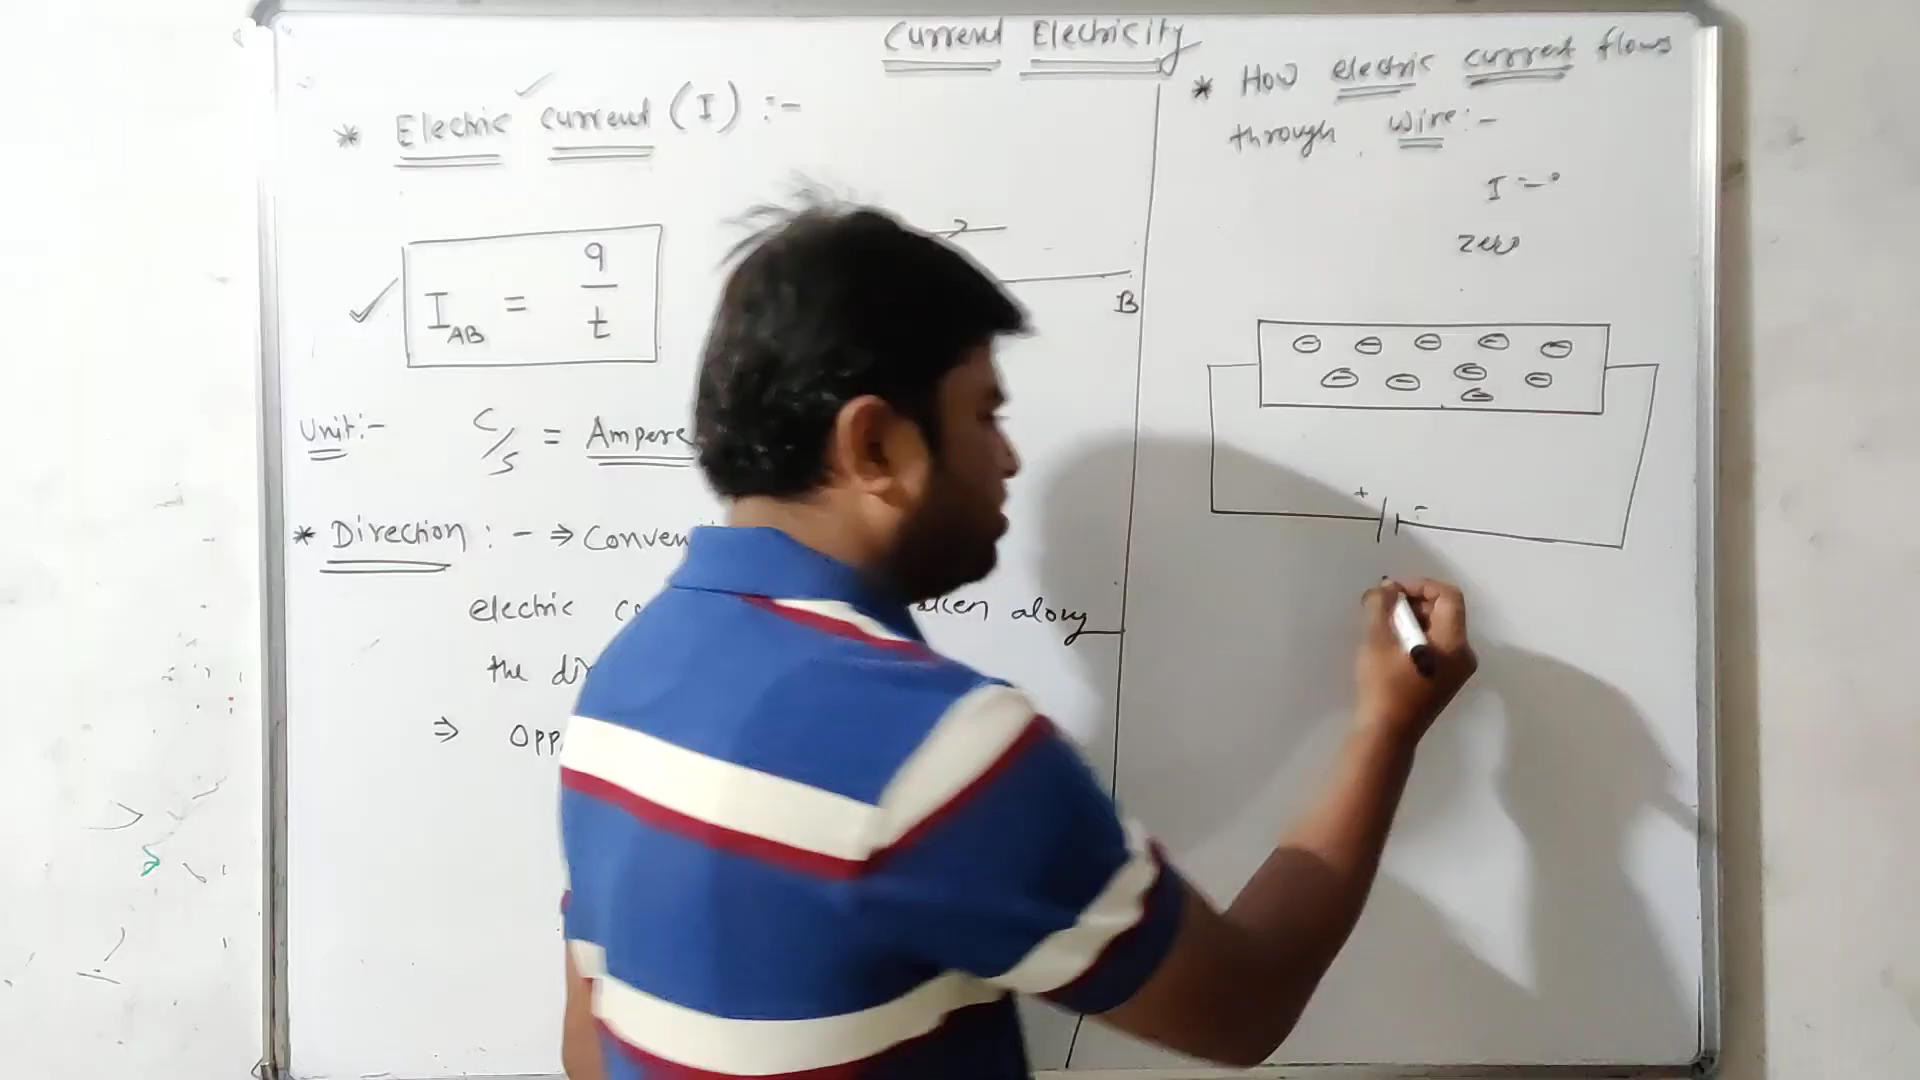 Current Electricity
* Electric current (I) :-
I_AB = q/t
B
Unit:- C/s = Ampere
* Direction : - ⇒ Conven
electric c
aken along
the di
⇒ Opp
* How electric current flows
through wire:-
I =
zero
⊖ ⊖ ⊖ ⊖ ⊖
⊖ ⊖ ⊖ ⊖
⊖
+ -